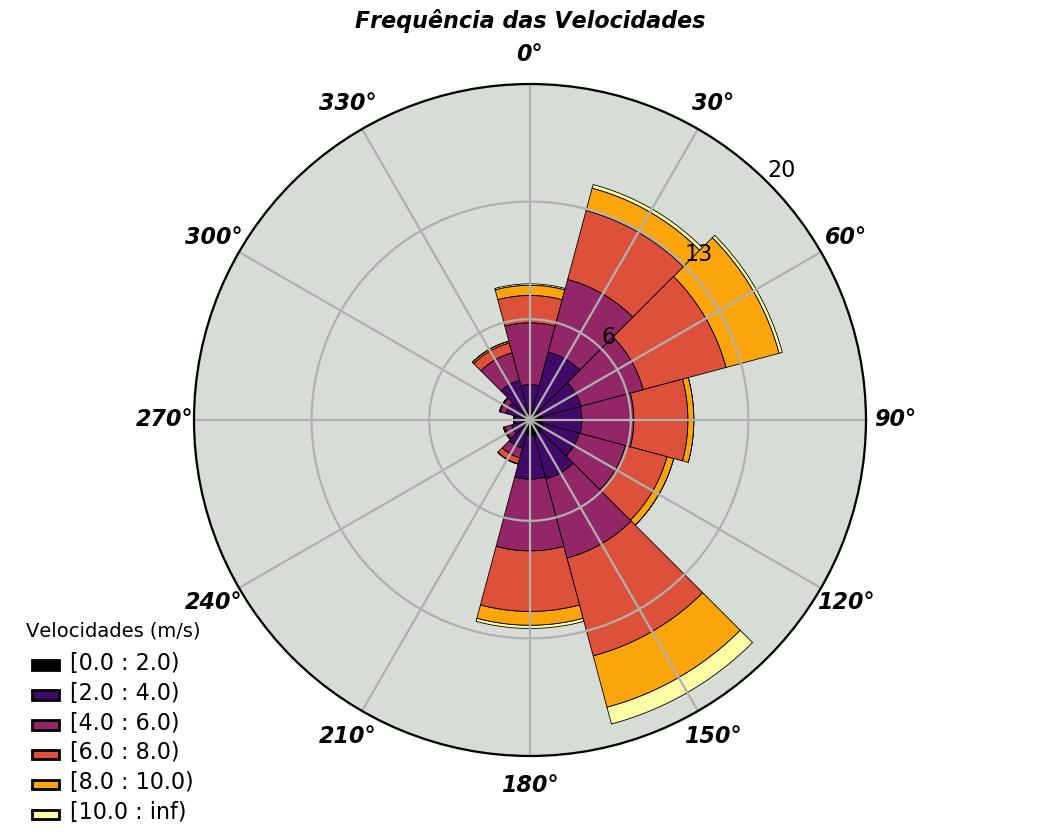 Frequência das Velocidades
0°
330°
30°
20
300°
60°
13
6
270°
90°
240°
120°
210°
150°
180°
Velocidades (m/s)
[0.0 : 2.0)
[2.0 : 4.0)
[4.0 : 6.0)
[6.0 : 8.0)
[8.0 : 10.0)
[10.0 : inf)